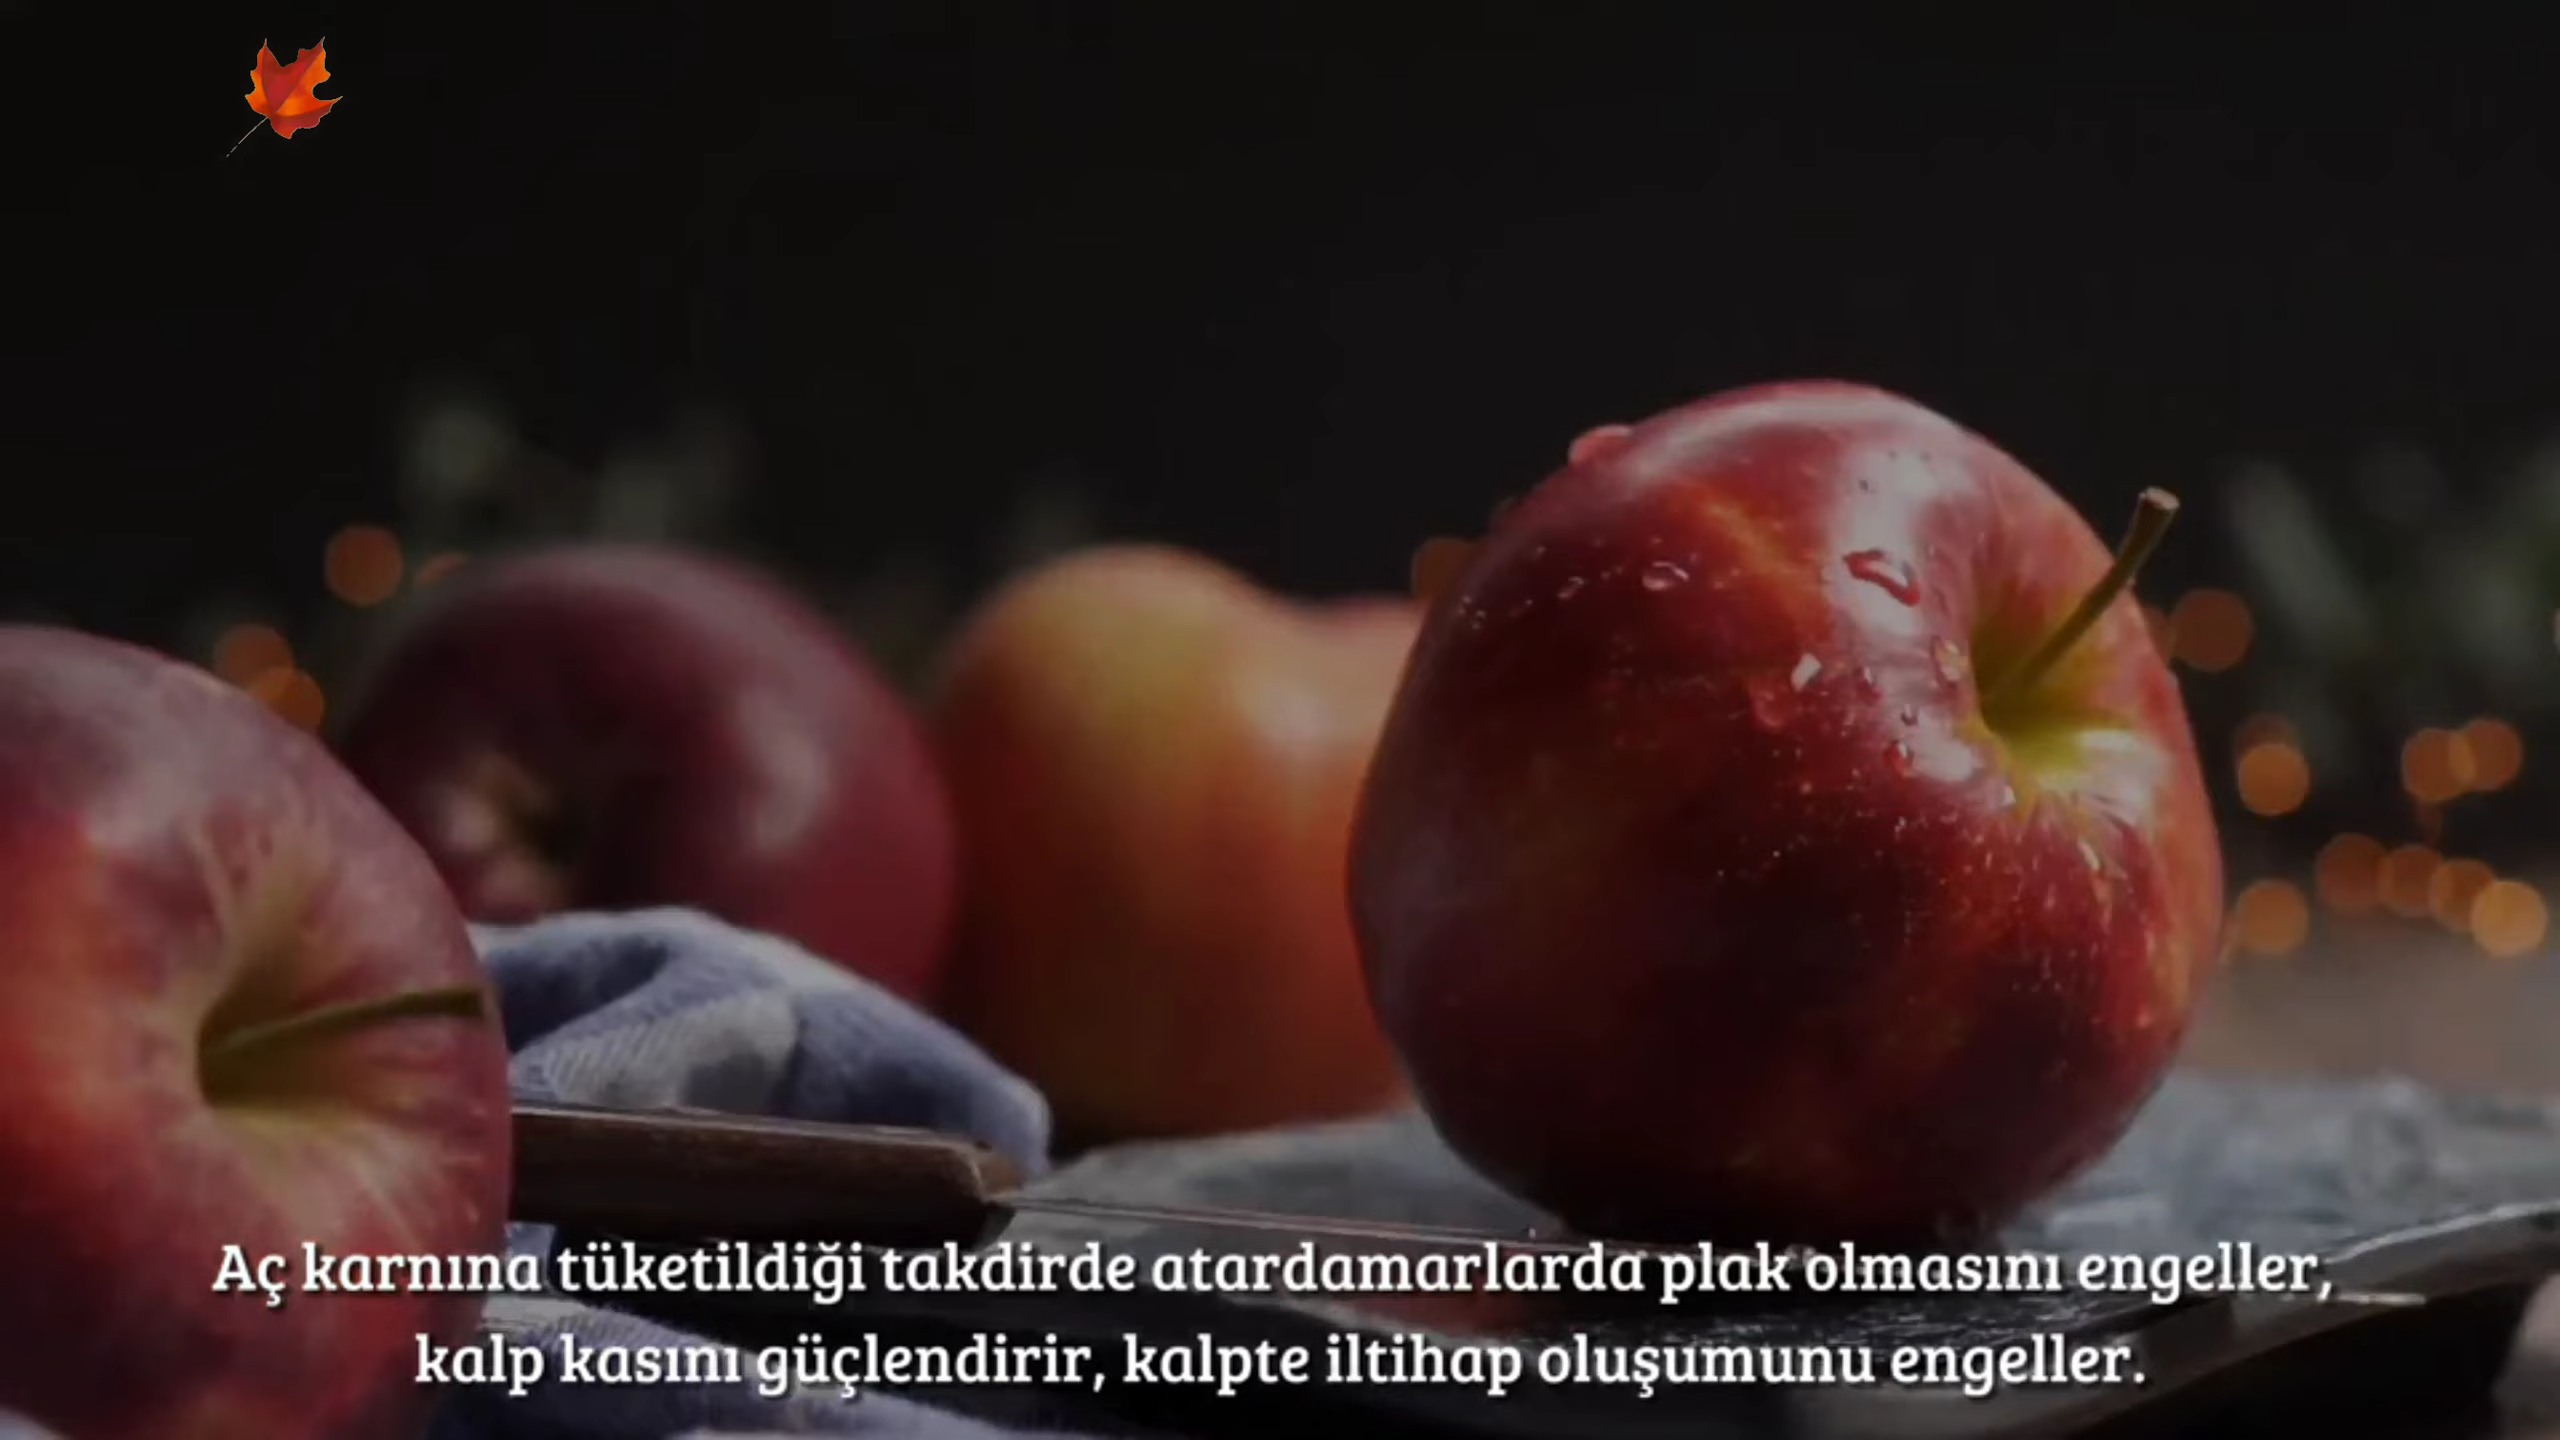 Aç karnına tüketildiği takdirde atardamarlarda plak olmasını engeller,
kalp kasını güçlendirir, kalpte iltihap oluşumunu engeller.